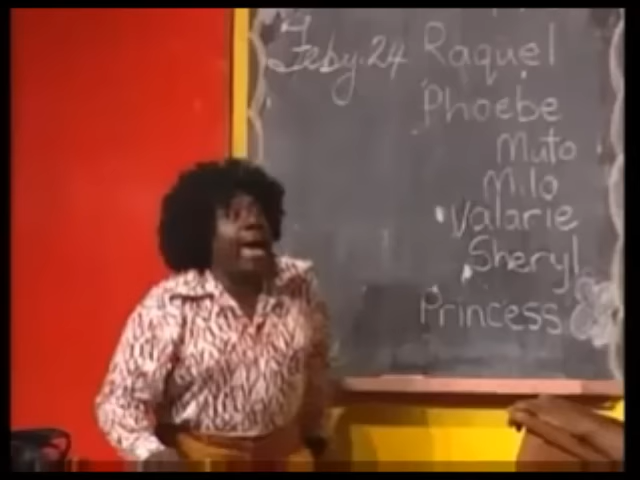 Feby. 24 Raquel
Phoebe
Muto
Milo
Valarie
Sheryl
Princess